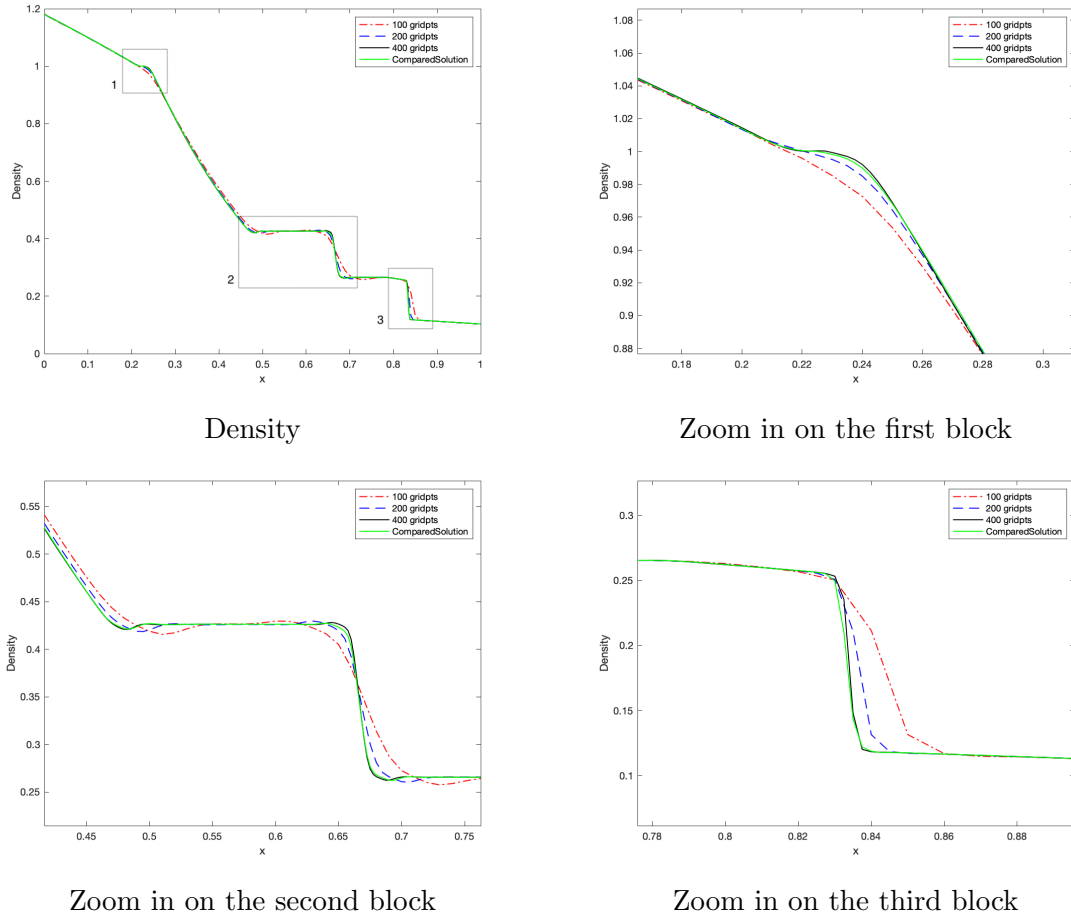 100 gridpts
200 gridpts
400 gridpts
ComparedSolution
1.2
1
0.8
0.6
0.4
0.2
0
Density
1
2
3
0 0.1 0.2 0.3 0.4 0.5 0.6 0.7 0.8 0.9 1
x
Density
100 gridpts
200 gridpts
400 gridpts
ComparedSolution
1.08
1.06
1.04
1.02
1
0.98
0.96
0.94
0.92
0.9
0.88
Density
0.18 0.2 0.22 0.24 0.26 0.28 0.3
x
Zoom in on the first block
100 gridpts
200 gridpts
400 gridpts
ComparedSolution
0.55
0.5
0.45
0.4
0.35
0.3
0.25
Density
0.45 0.5 0.55 0.6 0.65 0.7 0.75
x
Zoom in on the second block
100 gridpts
200 gridpts
400 gridpts
ComparedSolution
0.3
0.25
0.2
0.15
0.1
Density
0.78 0.8 0.82 0.84 0.86 0.88
x
Zoom in on the third block